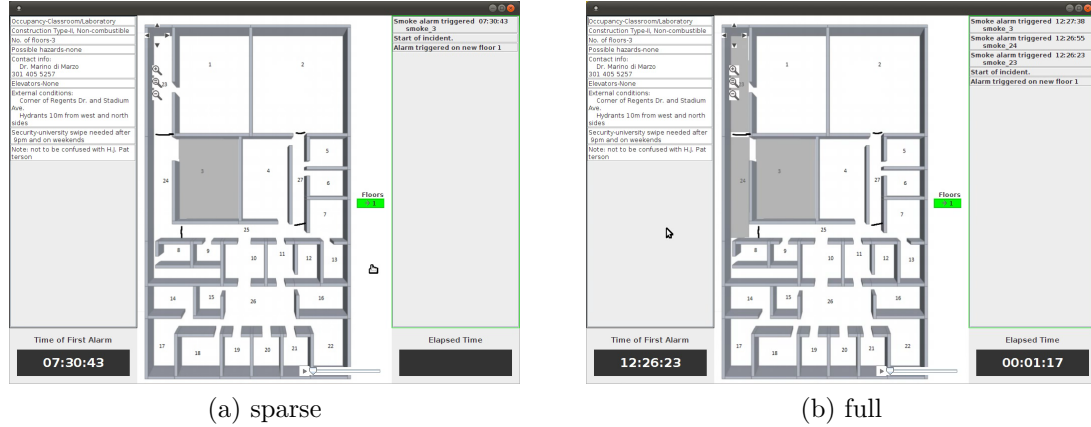 Occupancy-Classroom/Laboratory
Construction Type-II, Non-combustible
No. of floors-3
Possible hazards-none
Contact info:
Dr. Marino di Marzo
301 405 5257
Elevators-None
External conditions:
Corner of Regents Dr. and Stadium
Ave.
Hydrants 10m from west and north
sides
Security-university swipe needed after
9pm and on weekends
Note: not to be confused with H.J. Pat
terson
1
2
3
4
5
6
7
24
27
25
8
9
10
11
12
13
14
15
26
16
17
18
19
20
21
22
Floors
1
Smoke alarm triggered 07:30:43
smoke_3
Start of incident.
Alarm triggered on new floor 1
Time of First Alarm
07:30:43
Elapsed Time
(a) sparse
Occupancy-Classroom/Laboratory
Construction Type-II, Non-combustible
No. of floors-3
Possible hazards-none
Contact info:
Dr. Marino di Marzo
301 405 5257
Elevators-None
External conditions:
Corner of Regents Dr. and Stadium
Ave.
Hydrants 10m from west and north
sides
Security-university swipe needed after
9pm and on weekends
Note: not to be confused with H.J. Pat
terson
1
2
3
4
5
6
7
24
27
25
8
9
10
11
12
13
14
15
26
16
17
18
19
20
21
22
Floors
1
Smoke alarm triggered 12:27:38
smoke_3
Smoke alarm triggered 12:26:55
smoke_24
Smoke alarm triggered 12:26:23
smoke_23
Start of incident.
Alarm triggered on new floor 1
Time of First Alarm
12:26:23
Elapsed Time
00:01:17
(b) full